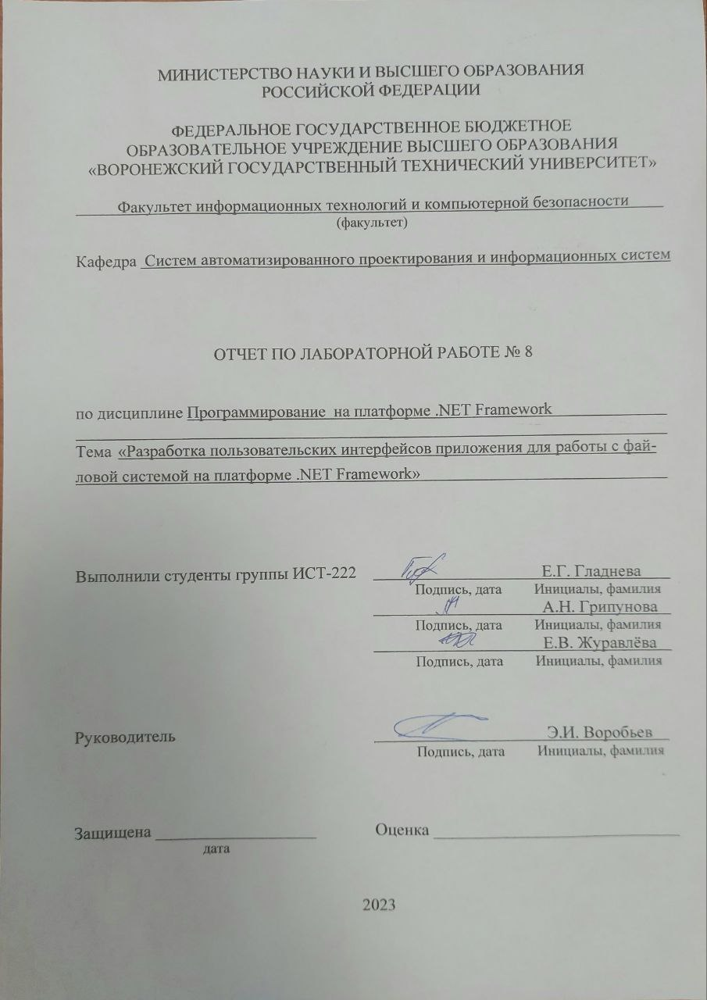 МИНИСТЕРСТВО НАУКИ И ВЫСШЕГО ОБРАЗОВАНИЯ
РОССИЙСКОЙ ФЕДЕРАЦИИ
ФЕДЕРАЛЬНОЕ ГОСУДАРСТВЕННОЕ БЮДЖЕТНОЕ
ОБРАЗОВАТЕЛЬНОЕ УЧРЕЖДЕНИЕ ВЫСШЕГО ОБРАЗОВАНИЯ
«ВОРОНЕЖСКИЙ ГОСУДАРСТВЕННЫЙ ТЕХНИЧЕСКИЙ УНИВЕРСИТЕТ»
Факультет информационных технологий и компьютерной безопасности
(факультет)
Кафедра Систем автоматизированного проектирования и информационных систем
ОТЧЕТ ПО ЛАБОРАТОРНОЙ РАБОТЕ № 8
по дисциплине Программирование на платформе .NET Framework
Тема «Разработка пользовательских интерфейсов приложения для работы с фай-
ловой системой на платформе .NET Framework»
Выполнили студенты группы ИСТ-222 Е.Г. Гладнева
Подпись, дата Инициалы, фамилия
А.Н. Грипунова
Подпись, дата Инициалы, фамилия
Е.В. Журавлёва
Подпись, дата Инициалы, фамилия
Руководитель Э.И. Воробьев
Подпись, дата Инициалы, фамилия
Защищена Оценка
дата
2023